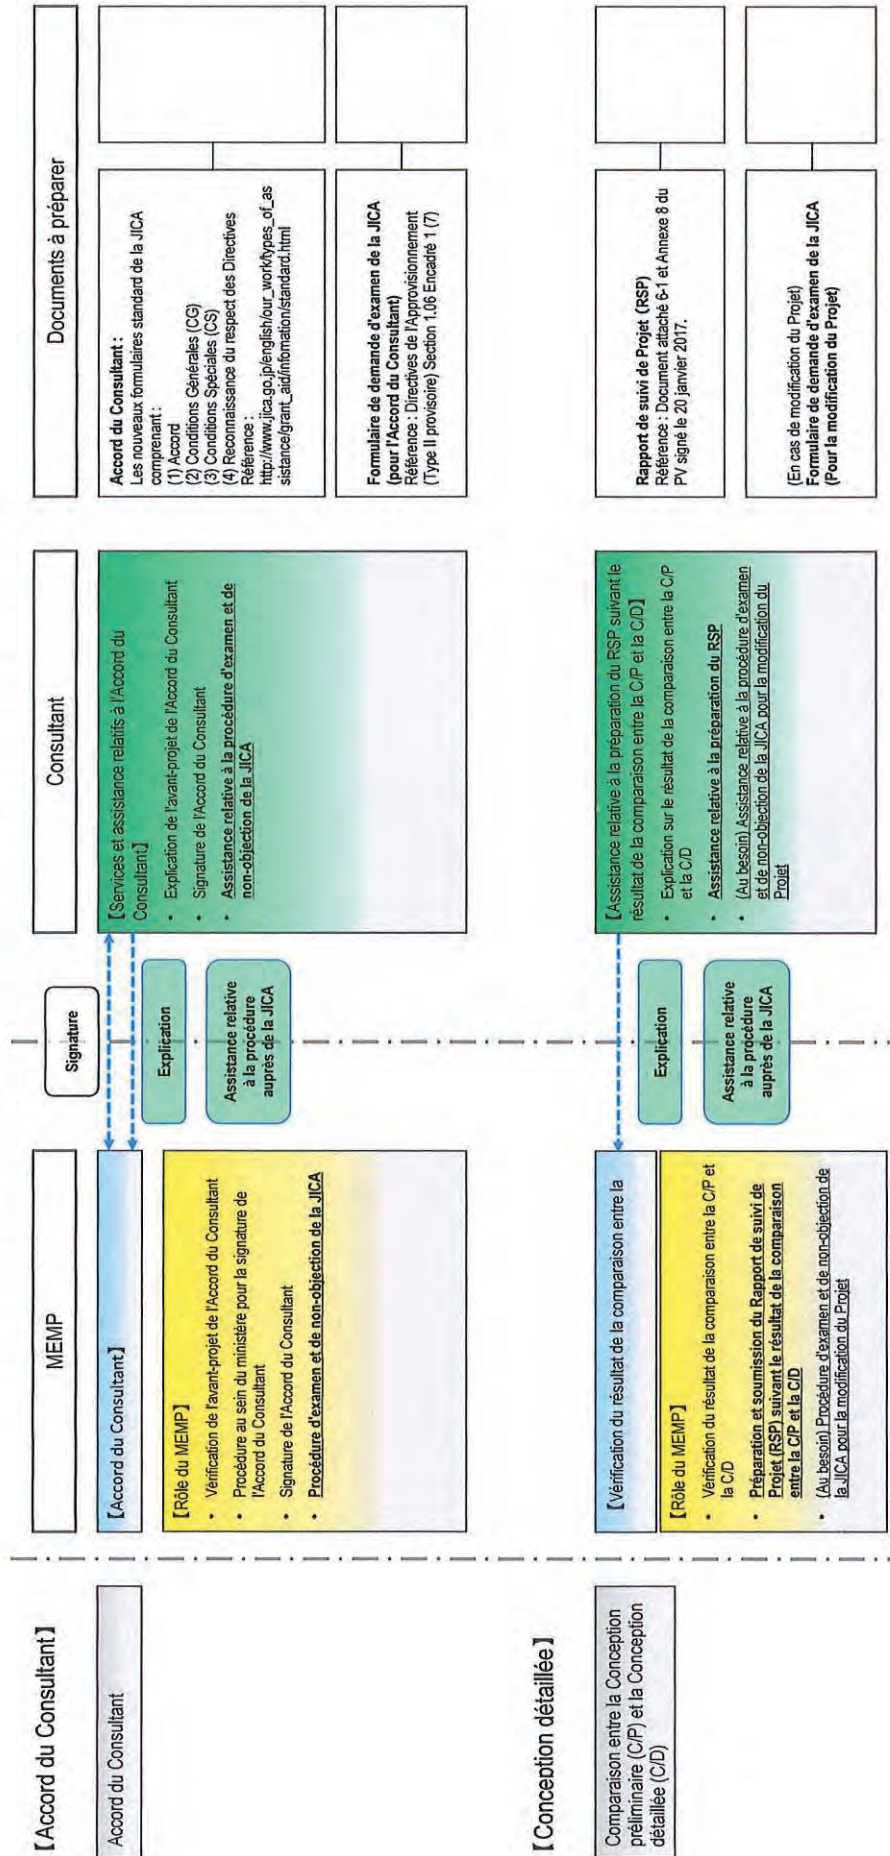 MEMP
Consultant
Documents à préparer
【Accord du Consultant】
Accord du Consultant
【Accord du Consultant】
【Rôle du MEMP】
• Vérification de l'avant-projet de l'Accord du Consultant
• Procédure au sein du ministère pour la signature de
l'Accord du Consultant
• Signature de l'Accord du Consultant
• Procédure d'examen et de non-objection de la JICA
Signature
Explication
Assistance relative
à la procédure
auprès de la JICA
【Services et assistance relatifs à l'Accord du
Consultant】
• Explication de l'avant-projet de l'Accord du Consultant
• Signature de l'Accord du Consultant
• Assistance relative à la procédure d'examen et de
non-objection de la JICA
Accord du Consultant :
Les nouveaux formulaires standard de la JICA
comprenant :
(1) Accord
(2) Conditions Générales (CG)
(3) Conditions Spéciales (CS)
(4) Reconnaissance du respect des Directives
Référence :
http://www.jica.go.jp/english/our_work/types_of_as
sistance/grant_aid/infomation/standard.html
Formulaire de demande d'examen de la JICA
(pour l'Accord du Consultant)
Référence : Directives de l'Approvisionnement
(Type II provisoire) Section 1.06 Encadré 1 (7)
【Conception détaillée】
Comparaison entre la Conception
préliminaire (C/P) et la Conception
détaillée (C/D)
【Vérification du résultat de la comparaison entre la
【Rôle du MEMP】
• Vérification du résultat de la comparaison entre la C/P et
la C/D
• Préparation et soumission du Rapport de suivi de
Projet (RSP) suivant le résultat de la comparaison
entre la C/P et la C/D
• (Au besoin) Procédure d'examen et de non-objection de
la JICA pour la modification du Projet
Explication
Assistance relative
à la procédure
auprès de la JICA
【Assistance relative à la préparation du RSP suivant le
résultat de la comparaison entre la C/P et la C/D】
• Explication sur le résultat de la comparaison entre la C/P
et la C/D
• Assistance relative à la préparation du RSP
• (Au besoin) Assistance relative à la procédure d'examen
et de non-objection de la JICA pour la modification du
Projet
Rapport de suivi de Projet (RSP)
Référence : Document attaché 6-1 et Annexe 8 du
PV signé le 20 janvier 2017.
(En cas de modification du Projet)
Formulaire de demande d'examen de la JICA
(Pour la modification du Projet)